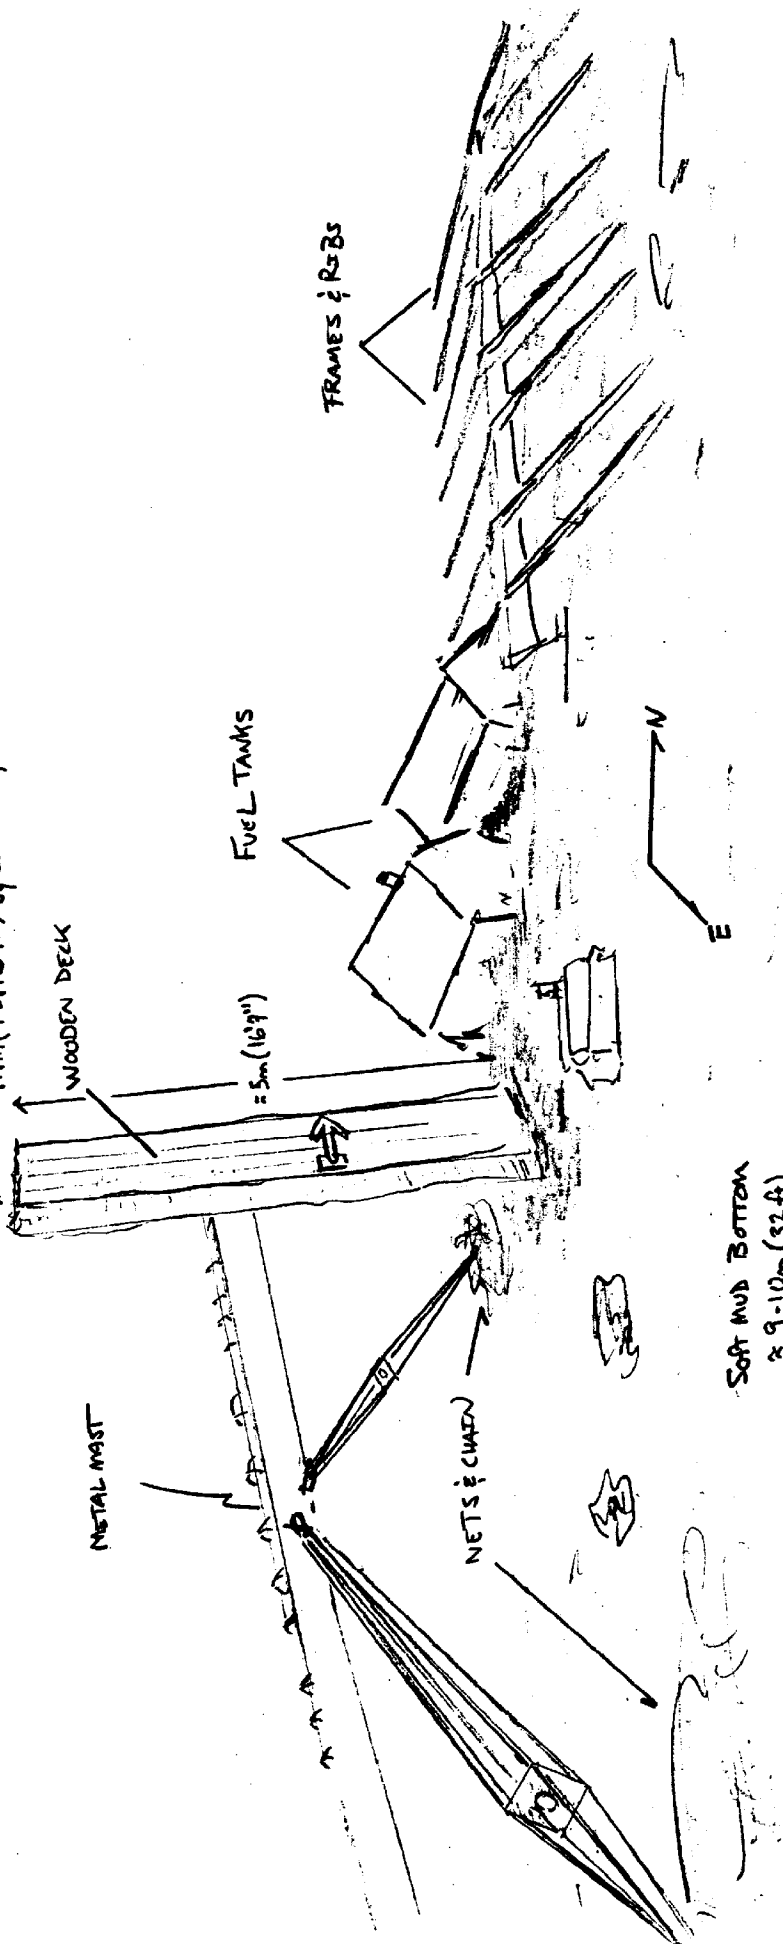 WOODEN DECK
METAL MAST
FUEL TANKS
=5m (16'9")
FRAMES & RIBS
NETS & CHAIN
N
E
SOFT MUD BOTTOM
≈ 9-10m (32 ft)